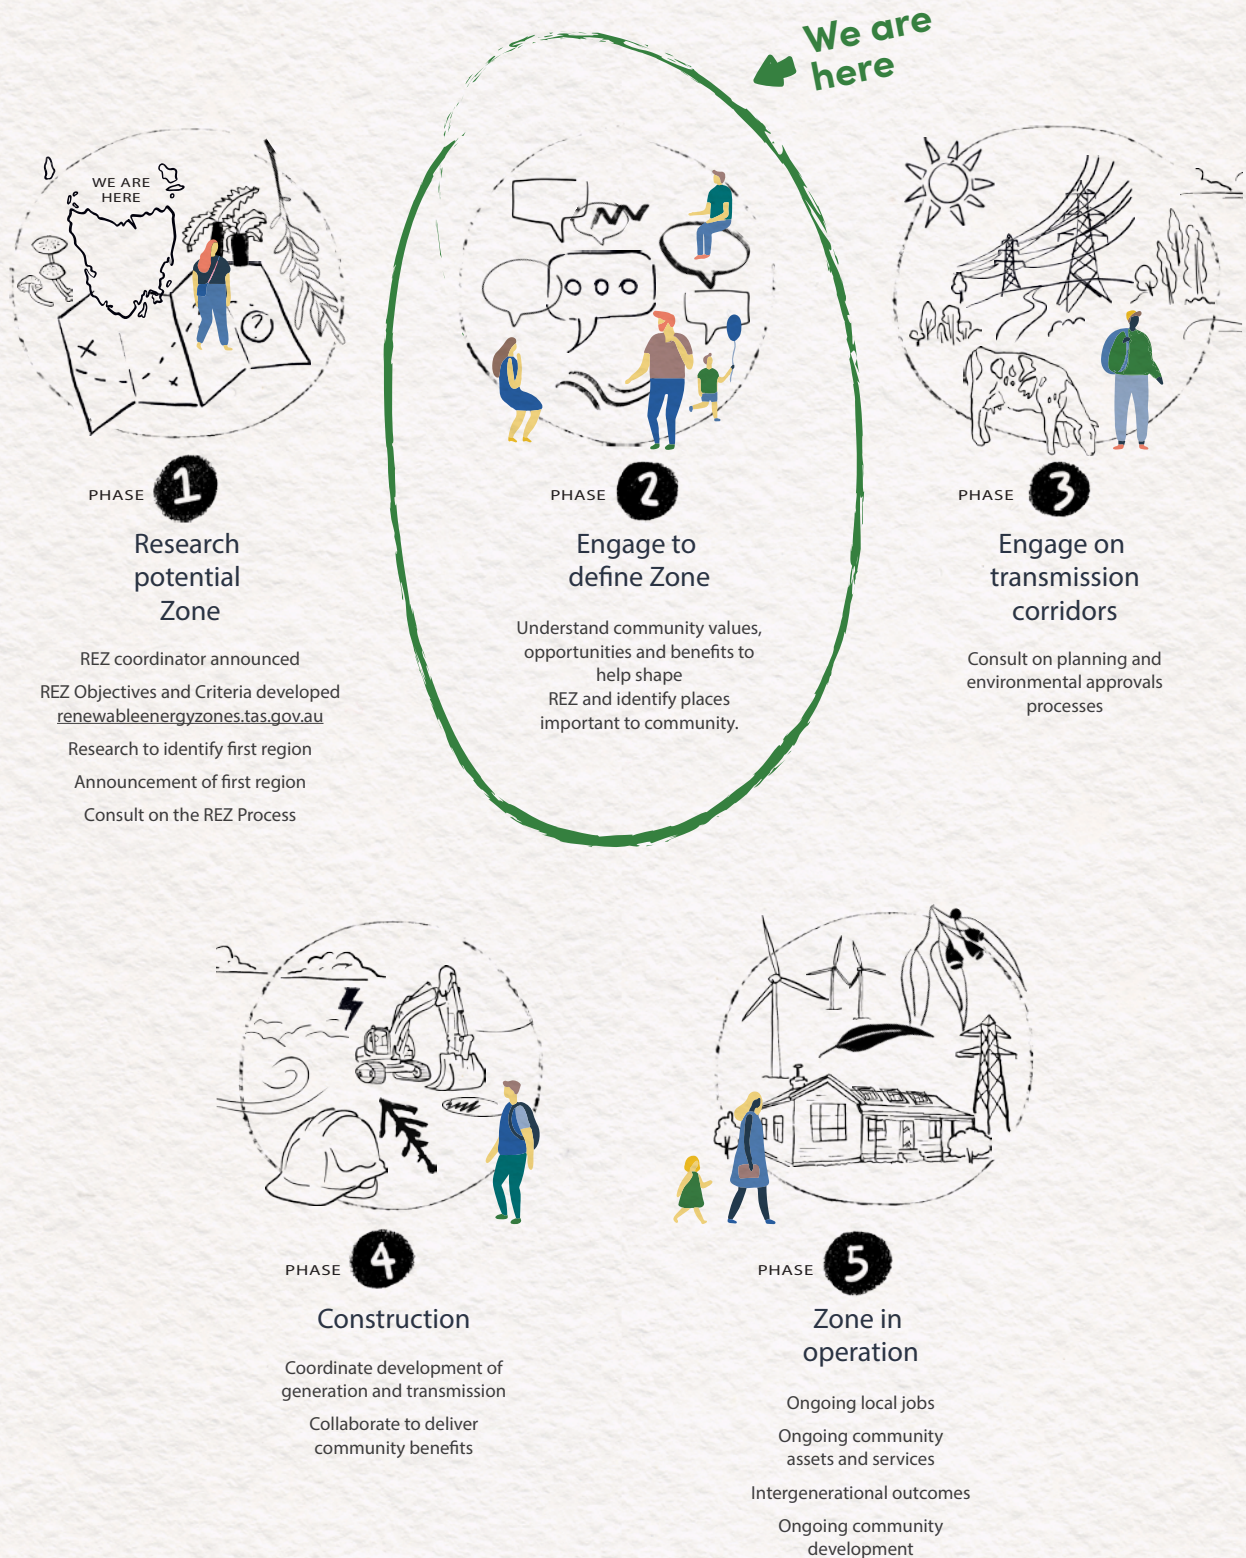 We are
here
WE ARE
HERE
PHASE 1
Research
potential
Zone
REZ coordinator announced
REZ Objectives and Criteria developed
renewableenergyzones.tas.gov.au
Research to identify first region
Announcement of first region
Consult on the REZ Process
PHASE 2
Engage to
define Zone
Understand community values,
opportunities and benefits to
help shape
REZ and identify places
important to community.
PHASE 3
Engage on
transmission
corridors
Consult on planning and
environmental approvals
processes
PHASE 4
Construction
Coordinate development of
generation and transmission
Collaborate to deliver
community benefits
PHASE 5
Zone in
operation
Ongoing local jobs
Ongoing community
assets and services
Intergenerational outcomes
Ongoing community
development